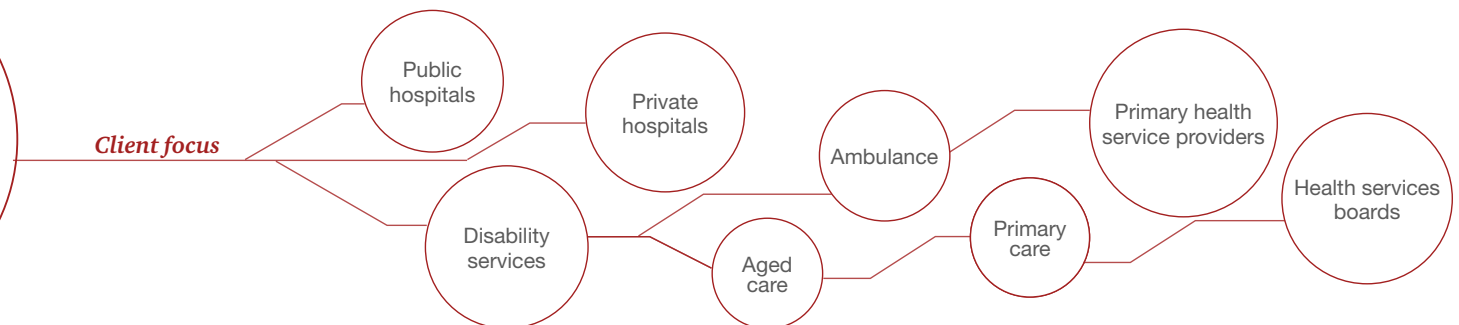 Client focus
Public
hospitals
Private
hospitals
Disability
services
Ambulance
Aged
care
Primary health
service providers
Primary
care
Health services
boards